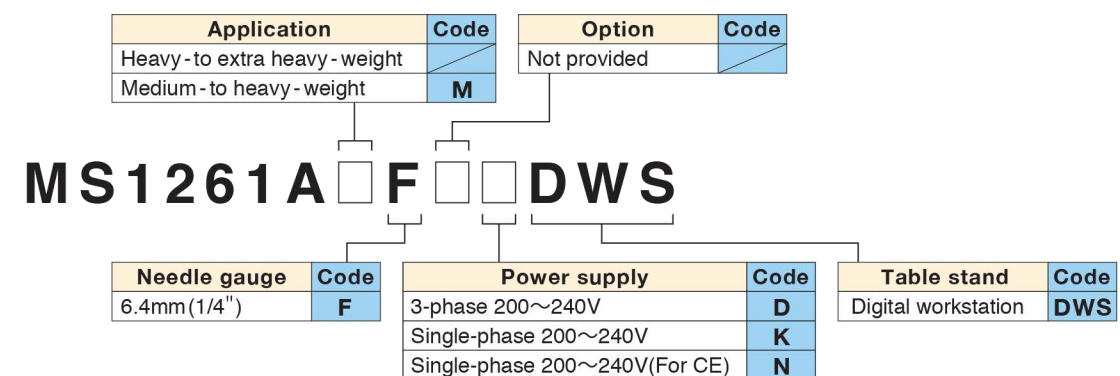 Application Code
Heavy-to extra heavy-weight
Medium-to heavy-weight M
Option Code
Not provided
MS1261A□F□□DWS
Needle gauge Code
6.4mm(1/4") F
Power supply Code
3-phase 200～240V D
Single-phase 200～240V K
Single-phase 200～240V(For CE) N
Table stand Code
Digital workstation DWS